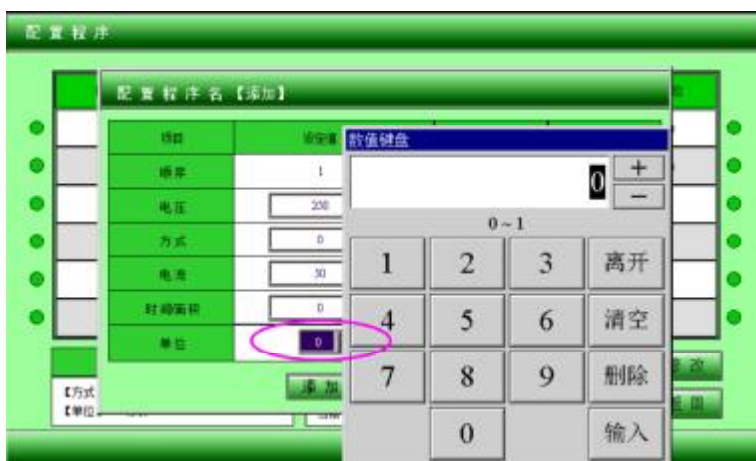 配置程序
配置程序名【添加】
项目 设定值
顺序 1
电压 200
方式 0
电流 30
时间面积 0
单位 0
添加
数值键盘
0
+
-
0~1
1 2 3 离开
4 5 6 清空
7 8 9 删除
0 输入
【方式
【单位
改
返回